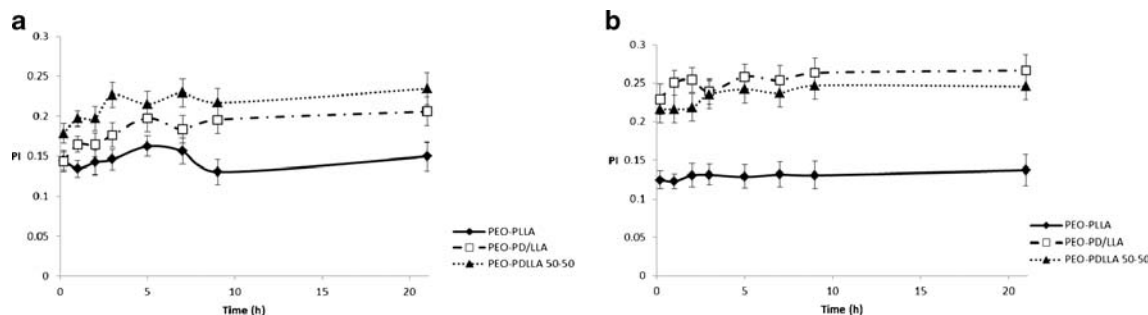 a
0.3
0.25
0.2
PI 0.15
0.1
0.05
0
0 5 10 15 20
Time (h)
PEO-PLLA
PEO-PD/LLA
PEO-PDLLA 50-50
b
0.3
0.25
0.2
PI 0.15
0.1
0.05
0
0 5 10 15 20
Time (h)
PEO-PLLA
PEO-PD/LLA
PEO-PDLLA 50-50